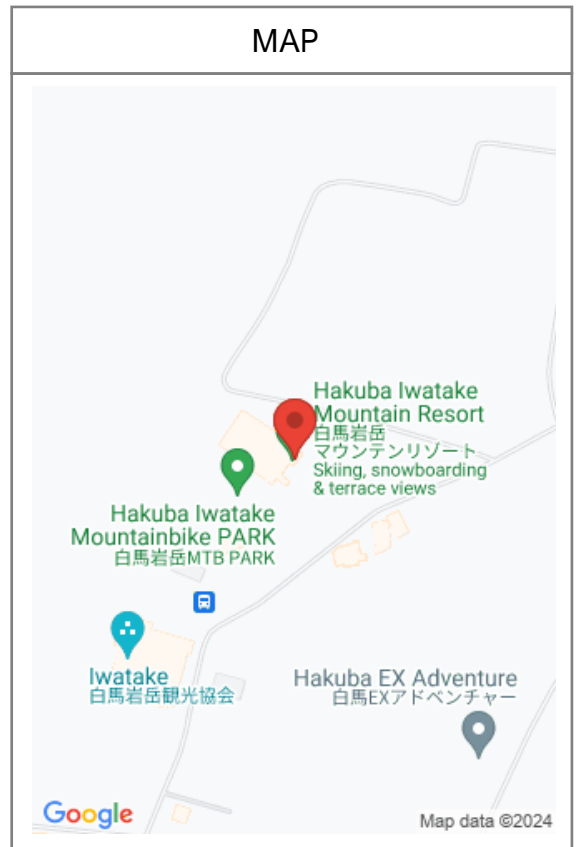 MAP
Hakuba Iwatake
Mountain Resort
白馬岩岳
マウンテンリゾート
Skiing, snowboarding
& terrace views
Hakuba Iwatake
Mountainbike PARK
白馬岩岳MTB PARK
Iwatake
白馬岩岳観光協会
Hakuba EX Adventure
白馬EXアドベンチャー
Google
Map data ©2024